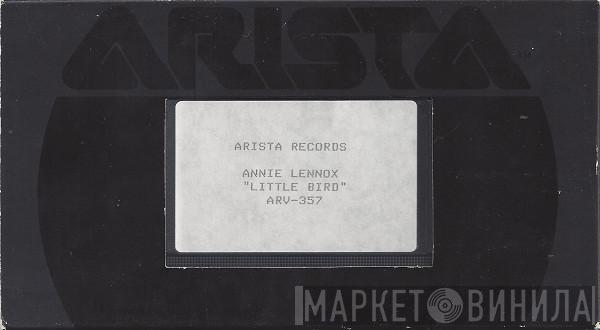 ARISTA
ARISTA RECORDS
ANNIE LENNOX
"LITTLE BIRD"
ARV-357
МАРКЕТ ВИНИЛА